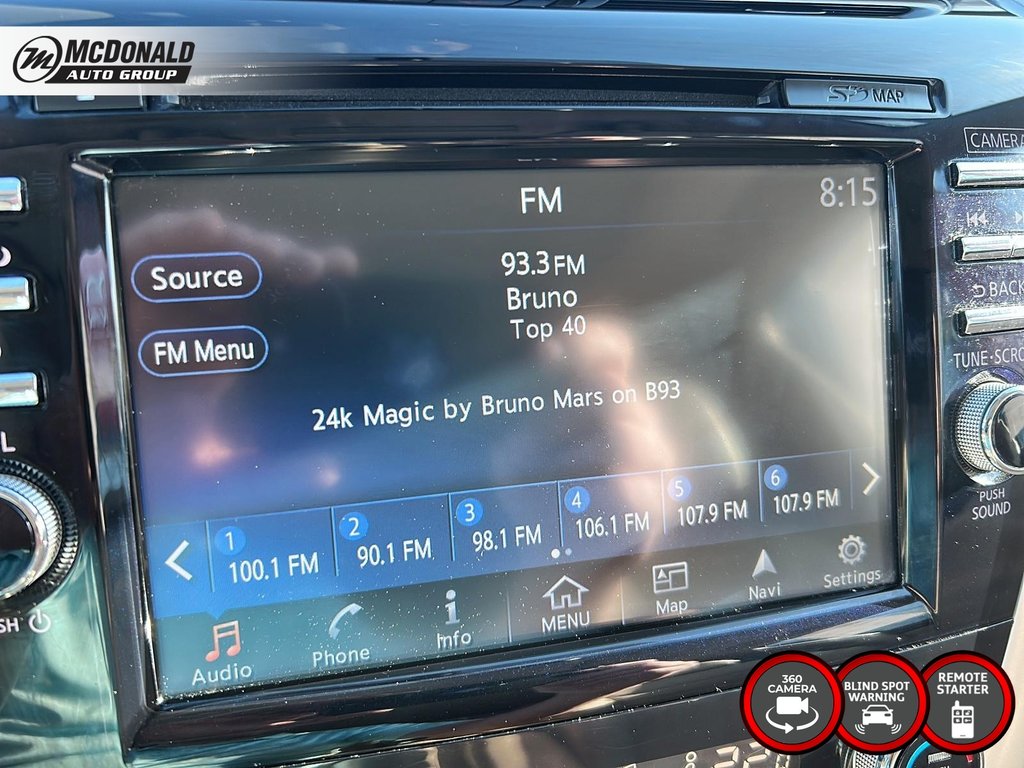 McDONALD
AUTO GROUP
MAP
CAMERA
FM
8:15
Source
93.3 FM
Bruno
Top 40
FM Menu
24k Magic by Bruno Mars on B93
BACK
TUNE·SCRO
1 100.1 FM
2 90.1 FM
3 98.1 FM
4 106.1 FM
5 107.9 FM
6 107.9 FM
PUSH
SOUND
Audio
Phone
Info
MENU
Map
Navi
Settings
360
CAMERA
BLIND SPOT
WARNING
REMOTE
STARTER